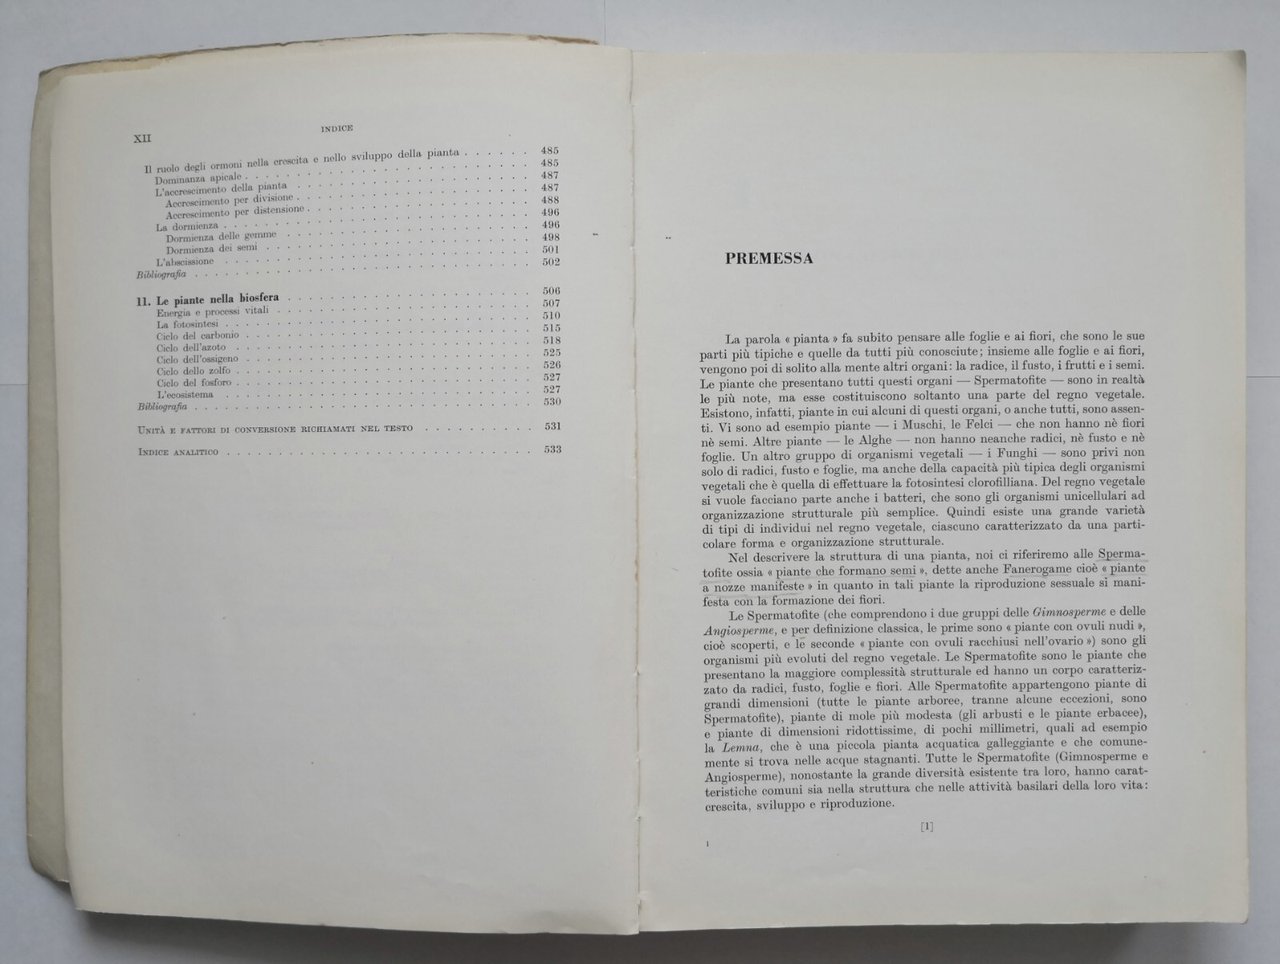 XII
INDICE
Il ruolo degli ormoni nella crescita e nello sviluppo della pianta . . . . . . 485
Dominanza apicale . . . . . . 485
L'accrescimento della pianta . . . . . . 487
Accrescimento per divisione . . . . . . 487
Accrescimento per distensione . . . . . . 488
La dormienza . . . . . . 496
Dormienza delle gemme . . . . . . 496
Dormienza dei semi . . . . . . 498
L'abscissione . . . . . . 501
Bibliografia . . . . . . 502
11. Le piante nella biosfera . . . . . . 506
Energia e processi vitali . . . . . . 507
La fotosintesi . . . . . . 510
Ciclo del carbonio . . . . . . 515
Ciclo dell'azoto . . . . . . 518
Ciclo dell'ossigeno . . . . . . 525
Ciclo dello zolfo . . . . . . 526
Ciclo del fosforo . . . . . . 527
L'ecosistema . . . . . . 527
Bibliografia . . . . . . 530
UNITÀ E FATTORI DI CONVERSIONE RICHIAMATI NEL TESTO . . . . . . 531
INDICE ANALITICO . . . . . . 533
PREMESSA
La parola « pianta » fa subito pensare alle foglie e ai fiori, che sono le sue
parti più tipiche e quelle da tutti più conosciute; insieme alle foglie e ai fiori,
vengono poi di solito alla mente altri organi: la radice, il fusto, i frutti e i semi.
Le piante che presentano tutti questi organi — Spermatofite — sono in realtà
le più note, ma esse costituiscono soltanto una parte del regno vegetale.
Esistono, infatti, piante in cui alcuni di questi organi, o anche tutti, sono assen-
ti. Vi sono ad esempio piante — i Muschi, le Felci — che non hanno nè fiori
nè semi. Altre piante — le Alghe — non hanno neanche radici, nè fusto e nè
foglie. Un altro gruppo di organismi vegetali — i Funghi — sono privi non
solo di radici, fusto e foglie, ma anche della capacità più tipica degli organismi
vegetali che è quella di effettuare la fotosintesi clorofilliana. Del regno vegetale
si vuole facciano parte anche i batteri, che sono gli organismi unicellulari ad
organizzazione strutturale più semplice. Quindi esiste una grande varietà
di tipi di individui nel regno vegetale, ciascuno caratterizzato da una parti-
colare forma e organizzazione strutturale.
Nel descrivere la struttura di una pianta, noi ci riferiremo alle Sperma-
tofite ossia « piante che formano semi », dette anche Fanerogame cioè « piante
a nozze manifeste » in quanto in tali piante la riproduzione sessuale si mani-
festa con la formazione dei fiori.
Le Spermatofite (che comprendono i due gruppi delle Gimnosperme e delle
Angiosperme, e per definizione classica, le prime sono « piante con ovuli nudi »,
cioè scoperti, e le seconde « piante con ovuli racchiusi nell'ovario ») sono gli
organismi più evoluti del regno vegetale. Le Spermatofite sono le piante che
presentano la maggiore complessità strutturale ed hanno un corpo caratteriz-
zato da radici, fusto, foglie e fiori. Alle Spermatofite appartengono piante di
grandi dimensioni (tutte le piante arboree, tranne alcune eccezioni, sono
Spermatofite), piante di mole più modesta (gli arbusti e le piante erbacee),
e piante di dimensioni ridottissime, di pochi millimetri, quali ad esempio
la Lemna, che è una piccola pianta acquatica galleggiante e che comune-
mente si trova nelle acque stagnanti. Tutte le Spermatofite (Gimnosperme e
Angiosperme), nonostante la grande diversità esistente tra loro, hanno carat-
teristiche comuni sia nella struttura che nelle attività basilari della loro vita:
crescita, sviluppo e riproduzione.
[1]
1